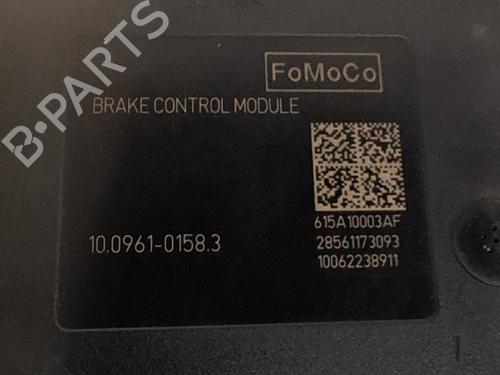 B-PARTS
FoMoCo
BRAKE CONTROL MODULE
615A10003AF
10.0961-0158.3
28561173093
10062238911